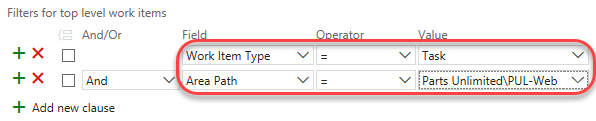 Filters for top level work items
And/Or Field Operator Value
Work Item Type = Task
And Area Path = Parts Unlimited\PUL-Web
Add new clause